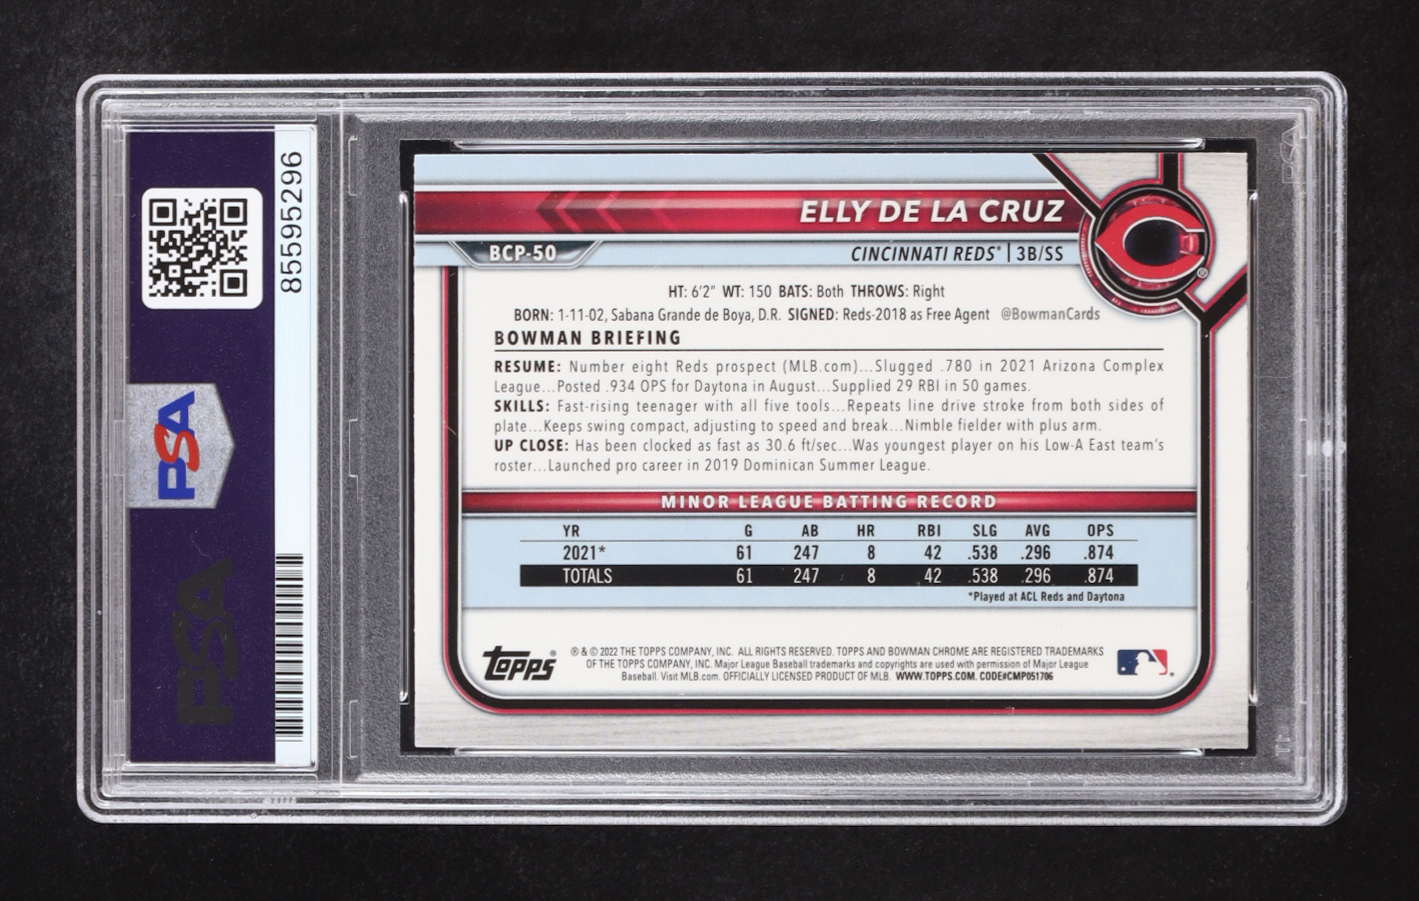 85595296
PSA
PSA
ELLY DE LA CRUZ
BCP-50
CINCINNATI REDS® | 3B/SS
C
®
HT: 6'2" WT: 150 BATS: Both THROWS: Right
BORN: 1-11-02, Sabana Grande de Boya, D.R. SIGNED: Reds-2018 as Free Agent @BowmanCards
BOWMAN BRIEFING
RESUME: Number eight Reds prospect (MLB.com)...Slugged .780 in 2021 Arizona Complex
League...Posted .934 OPS for Daytona in August...Supplied 29 RBI in 50 games.
SKILLS: Fast-rising teenager with all five tools...Repeats line drive stroke from both sides of
plate...Keeps swing compact, adjusting to speed and break...Nimble fielder with plus arm.
UP CLOSE: Has been clocked as fast as 30.6 ft/sec...Was youngest player on his Low-A East team's
roster...Launched pro career in 2019 Dominican Summer League.
MINOR LEAGUE BATTING RECORD
YR G AB HR RBI SLG AVG OPS
2021* 61 247 8 42 .538 .296 .874
TOTALS 61 247 8 42 .538 .296 .874
*Played at ACL Reds and Daytona
Topps®
® & © 2022 THE TOPPS COMPANY, INC. ALL RIGHTS RESERVED. TOPPS AND BOWMAN CHROME ARE REGISTERED TRADEMARKS
OF THE TOPPS COMPANY, INC. Major League Baseball trademarks and copyrights are used with permission of Major League
Baseball. Visit MLB.com. OFFICIALLY LICENSED PRODUCT OF MLB. WWW.TOPPS.COM. CODE#CMP051706